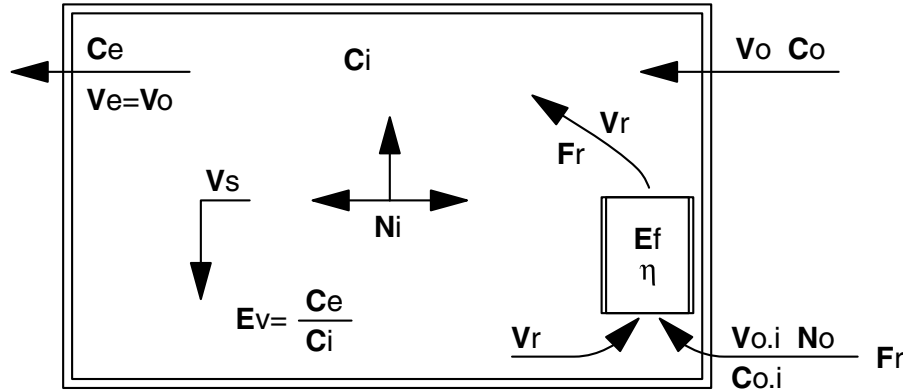 Ce
Ve=Vo
Ci
Vo Co
Vr
Fr
Vs
Ni
Ef
η
Ev= Ce
Ci
Vr
Vo.i No
Co.i
Fr